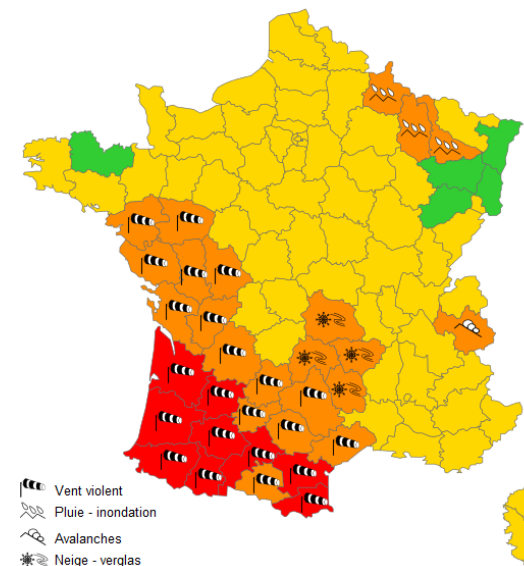 Vent violent
Pluie - inondation
Avalanches
Neige - verglas